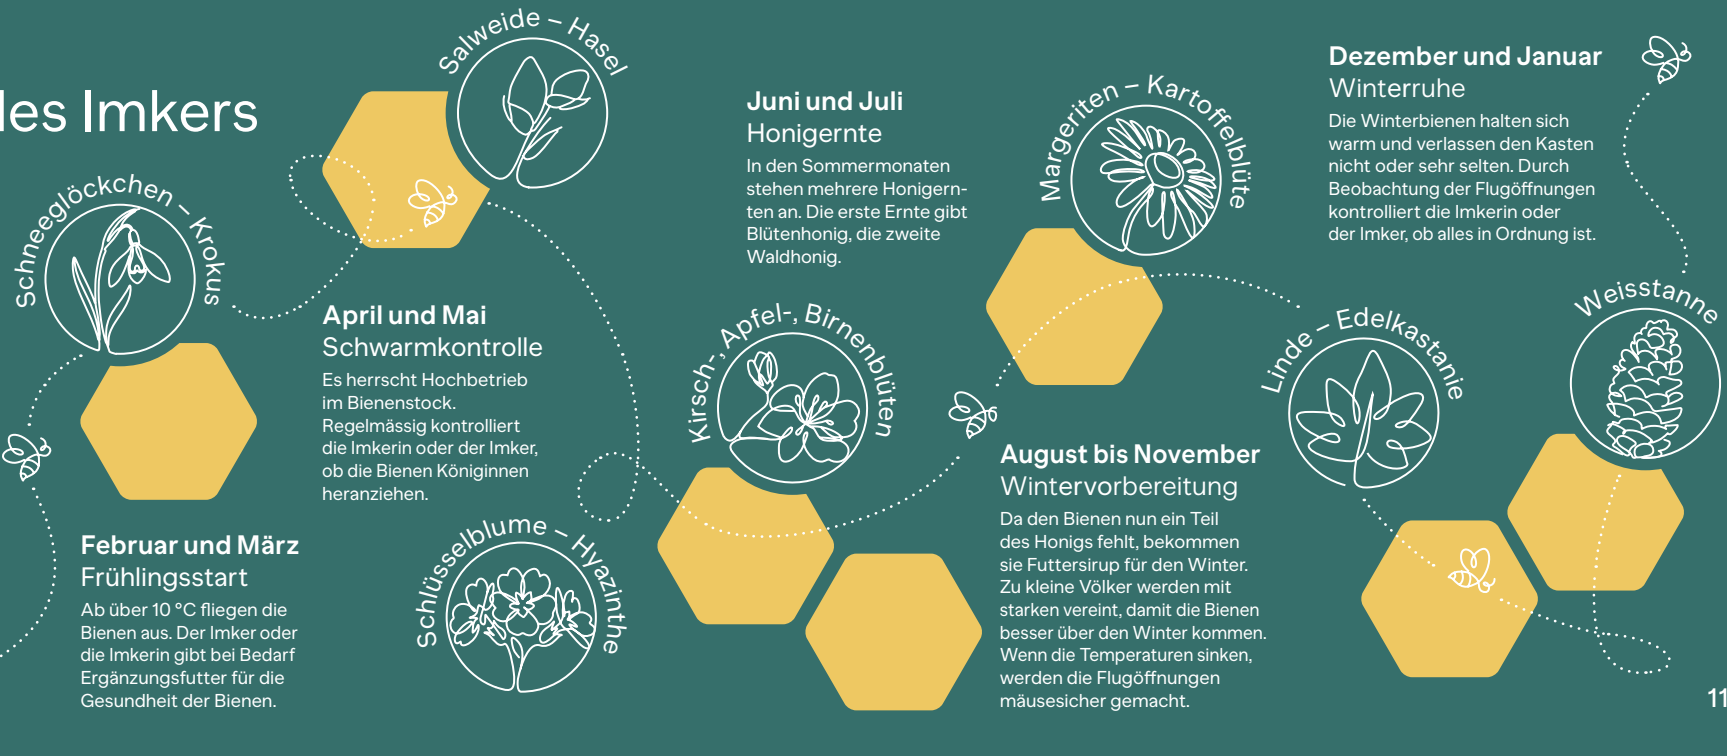 des Imkers
Schneeglöckchen – Krokus
Februar und März
Frühlingsstart
Ab über 10 °C fliegen die
Bienen aus. Der Imker oder
die Imkerin gibt bei Bedarf
Ergänzungsfutter für die
Gesundheit der Bienen.
Salweide – Hasel
April und Mai
Schwarmkontrolle
Es herrscht Hochbetrieb
im Bienenstock.
Regelmässig kontrolliert
die Imkerin oder der Imker,
ob die Bienen Königinnen
heranziehen.
Schlüsselblume – Hyazinthe
Juni und Juli
Honigernte
In den Sommermonaten
stehen mehrere Honigern-
ten an. Die erste Ernte gibt
Blütenhonig, die zweite
Waldhonig.
Kirsch-, Apfel-, Birnenblüten
Margeriten – Kartoffelblüte
August bis November
Wintervorbereitung
Da den Bienen nun ein Teil
des Honigs fehlt, bekommen
sie Futtersirup für den Winter.
Zu kleine Völker werden mit
starken vereint, damit die Bienen
besser über den Winter kommen.
Wenn die Temperaturen sinken,
werden die Flugöffnungen
mäusesicher gemacht.
Linde – Edelkastanie
Dezember und Januar
Winterruhe
Die Winterbienen halten sich
warm und verlassen den Kasten
nicht oder sehr selten. Durch
Beobachtung der Flugöffnungen
kontrolliert die Imkerin oder
der Imker, ob alles in Ordnung ist.
Weisstanne
11